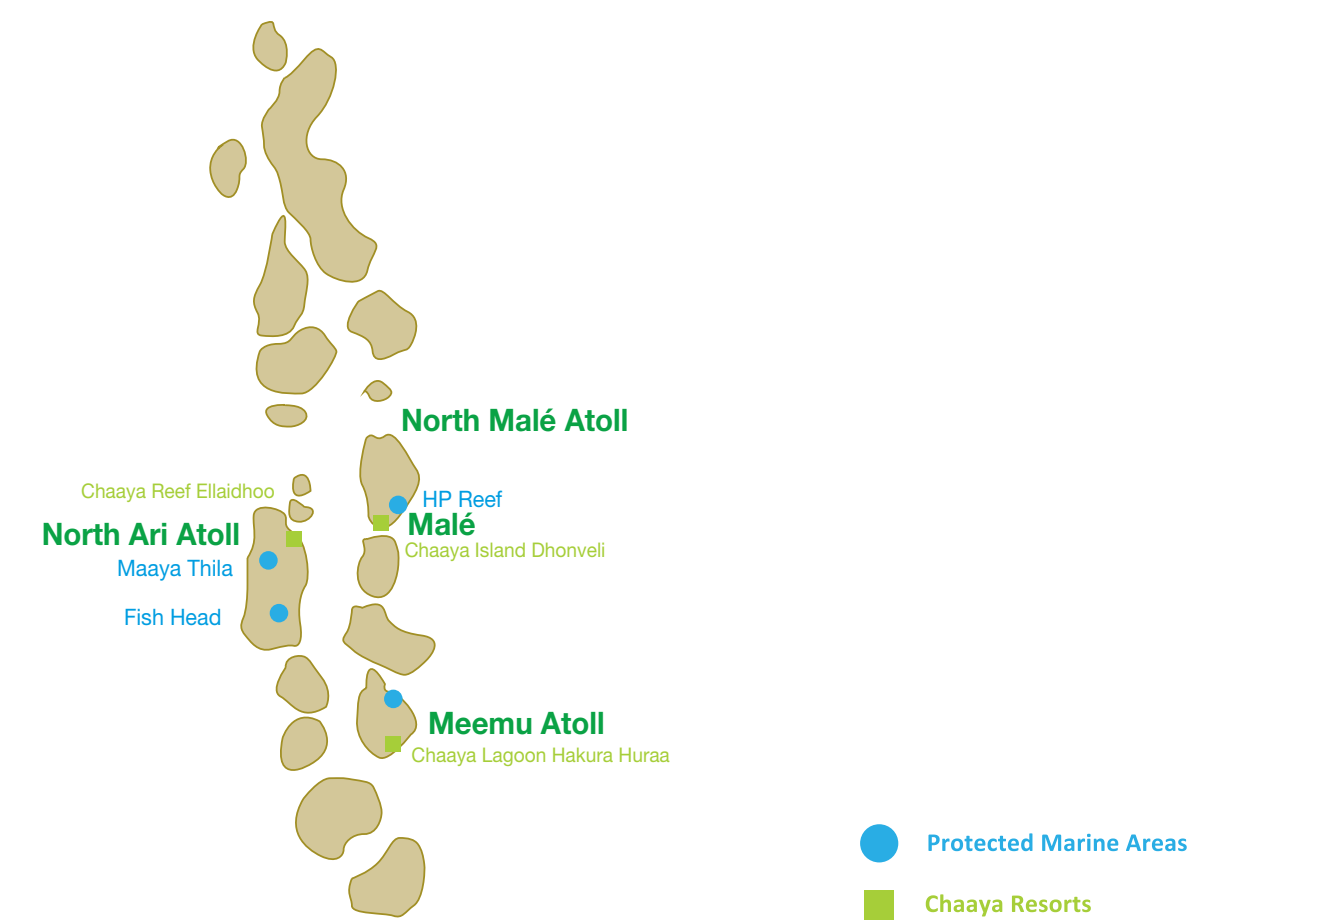 North Malé Atoll
Chaaya Reef Ellaidhoo
HP Reef
Malé
North Ari Atoll
Chaaya Island Dhonveli
Maaya Thila
Fish Head
Meemu Atoll
Chaaya Lagoon Hakura Huraa
Protected Marine Areas
Chaaya Resorts